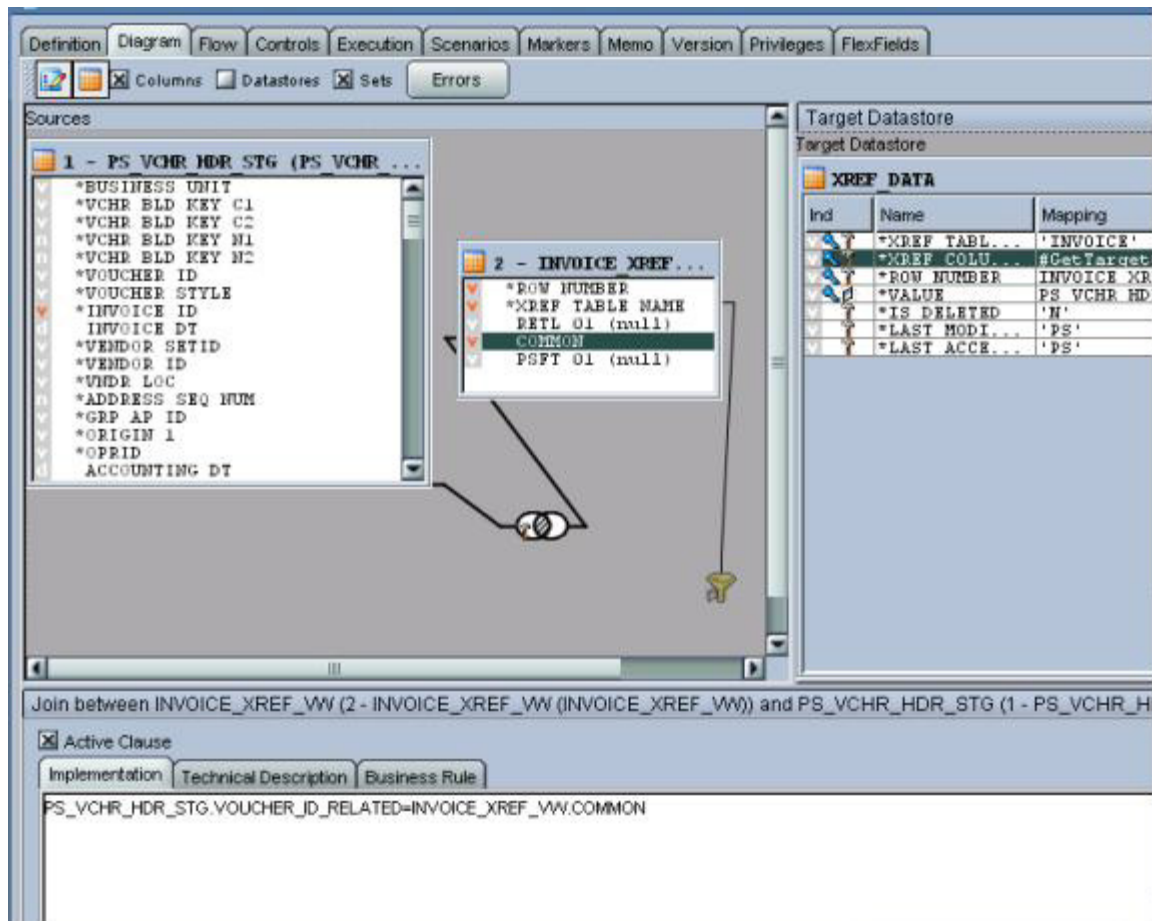 Definition Diagram Flow Controls Execution Scenarios Markers Memo Version Privileges FlexFields
Columns Datastores Sets Errors
Sources
1 - PS_VCHR_HDR_STG (PS_VCHR_...
v *BUSINESS UNIT
v *VCHR BLD KEY C1
v *VCHR BLD KEY C2
n *VCHR BLD KEY N1
n *VCHR BLD KEY N2
v *VOUCHER ID
v *VOUCHER STYLE
v *INVOICE ID
d INVOICE DT
v *VENDOR SETID
v *VENDOR ID
v *VNDR LOC
n *ADDRESS SEQ NUM
v *GRP AP ID
v *ORIGIN 1
v *OPRID
d ACCOUNTING DT
2 - INVOICE_XREF...
v *ROW NUMBER
v *XREF TABLE NAME
v RETL 01 (null)
v COMMON
v PSFT 01 (null)
Target Datastore
Target Datastore
XREF_DATA
Ind Name Mapping
*XREF TABL... 'INVOICE'
*XREF COLU... #GetTarget
*ROW NUMBER INVOICE XR
*VALUE PS VCHR HD
*IS DELETED 'N'
*LAST MODI... 'PS'
*LAST ACCE... 'PS'
Join between INVOICE_XREF_VW (2 - INVOICE_XREF_VW (INVOICE_XREF_VW)) and PS_VCHR_HDR_STG (1 - PS_VCHR_H
Active Clause
Implementation Technical Description Business Rule
PS_VCHR_HDR_STG.VOUCHER_ID_RELATED=INVOICE_XREF_VW.COMMON